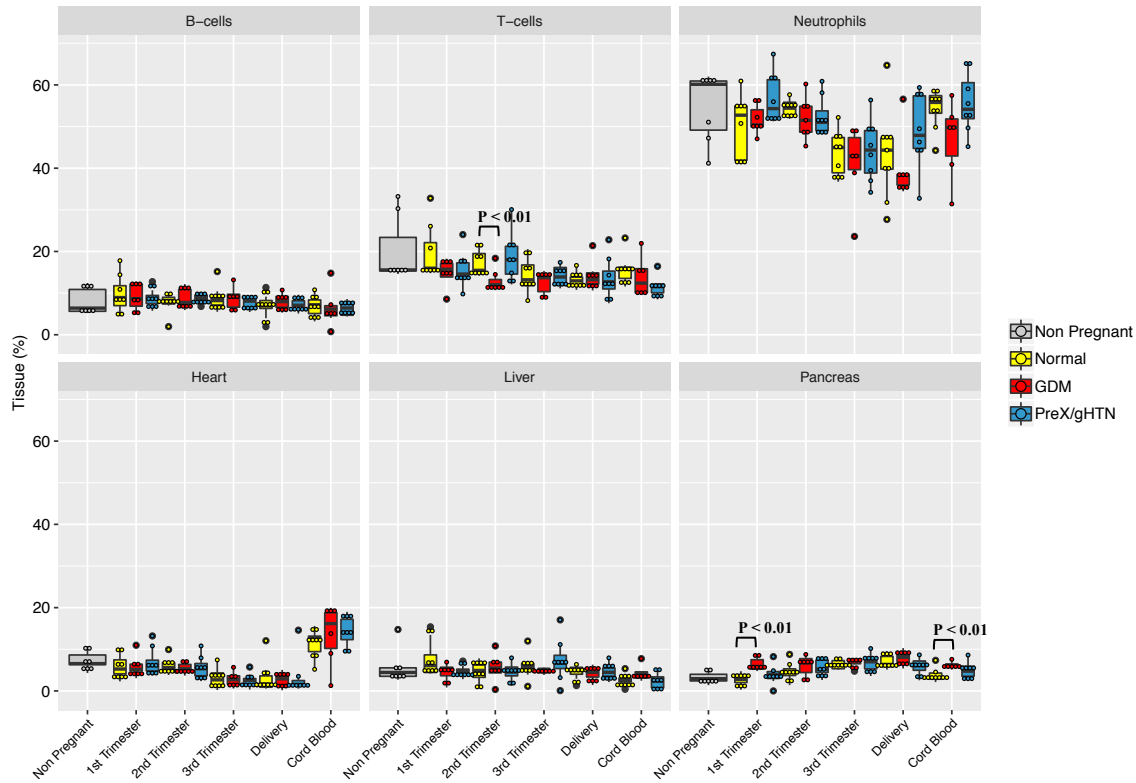 B−cells
T−cells
Neutrophils
60
40
20
0
P < 0.01
Tissue (%)
Heart
Liver
Pancreas
60
40
20
0
P < 0.01
P < 0.01
Non Pregnant
1st Trimester
2nd Trimester
3rd Trimester
Delivery
Cord Blood
Non Pregnant
1st Trimester
2nd Trimester
3rd Trimester
Delivery
Cord Blood
Non Pregnant
1st Trimester
2nd Trimester
3rd Trimester
Delivery
Cord Blood
Non Pregnant
Normal
GDM
PreX/gHTN